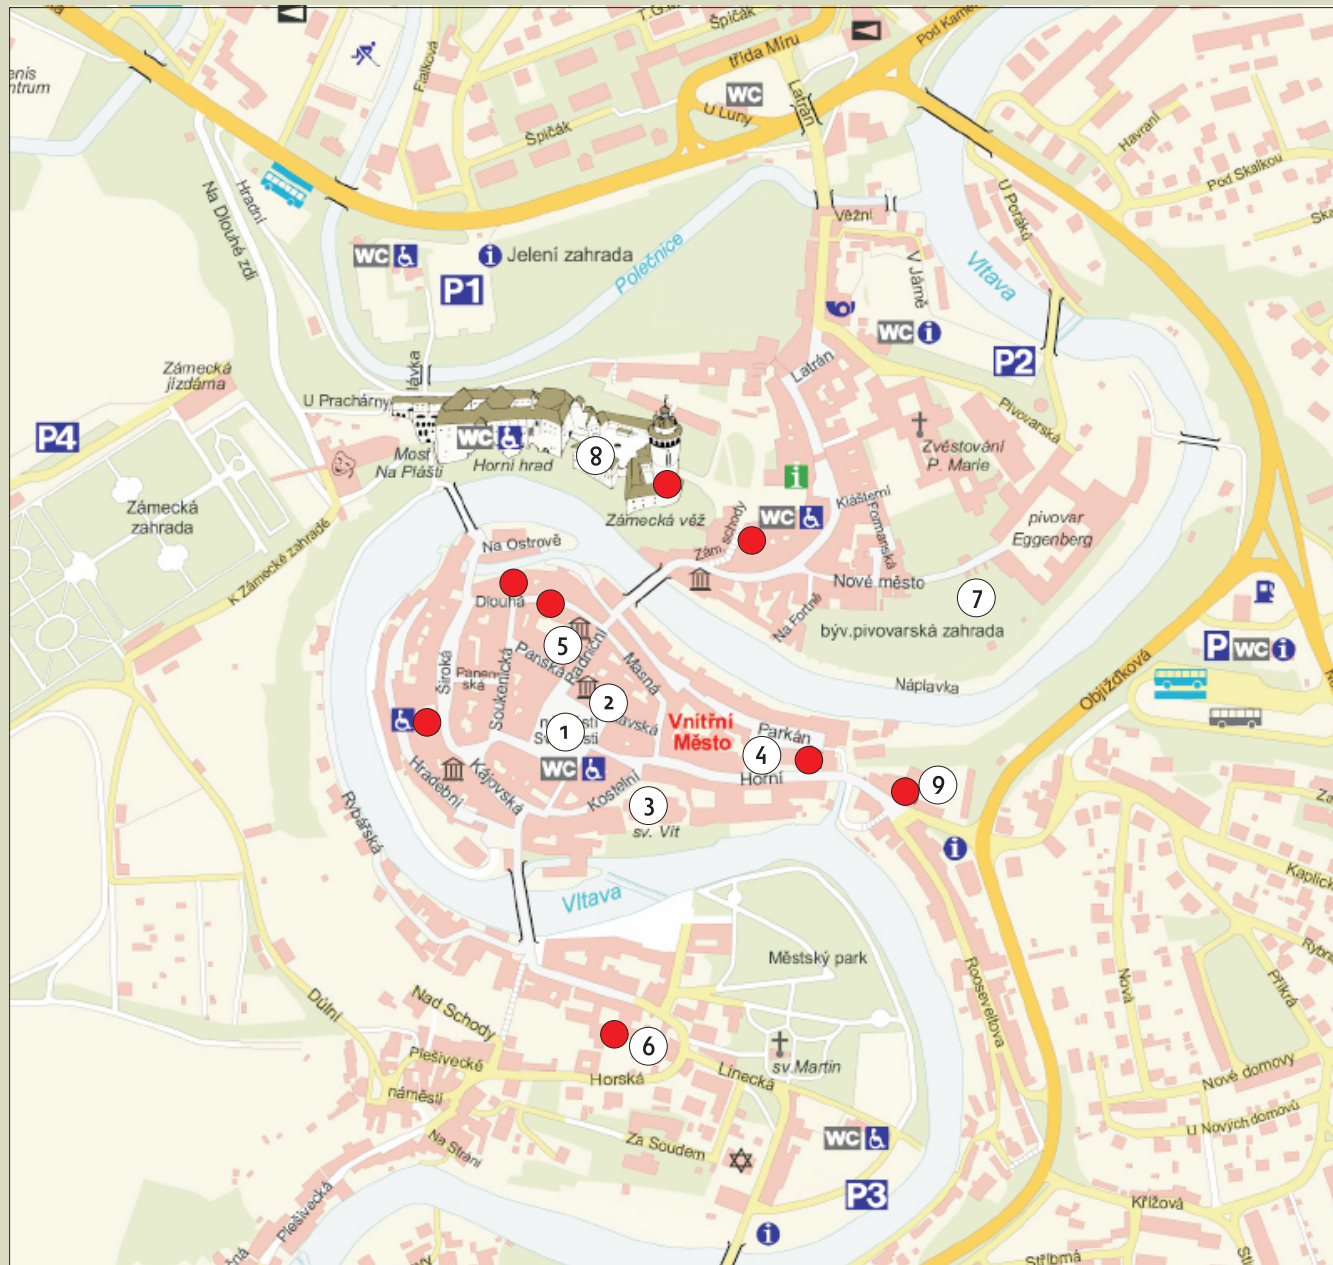 T.G.M
Špičák
třída Míru
Pod Kamen
enis
ntrum
Fialková
WC
Latrán
U Luny
Špičák
Havraní
Pod Skalkou
Hradní
Na Dlouhé zdi
U Poráků
Ska
Věžní
WC
i Jelení zahrada
Polečnice
V Jámě
Vltava
P1
WC i
P2
Zámecká
jízdárna
lávka
Latrán
U Prachárny
Pivovarská
P4
WC
8
Zvěstování
P. Marie
Most
Na Plášti
Horní hrad
i
Zámecká
zahrada
Zámecká věž
Zám. schody
WC
Klášterní
Formanská
pivovar
Eggenberg
K Zámecké zahradě
Na Ostrově
Nové město
7
Dlouhá
Na Fortně
býv.pivovarská zahrada
5
Radniční
Panská
Masná
P WC i
Široká
Panen-
ská
Soukenická
Náplavka
Objížďková
2
1
Vnitřní
Město
Parkán
4
Horní
WC
Hradební
Kájovská
Kostelní
3
sv. Vít
9
i
Rybářská
Vltava
Kaplick
Městský park
Rooseveltova
Nová
Příkrá
Důlní
Nad Schody
6
Plešivecké
náměstí
Horská
Linecká
sv.Martin
Nové domovy
U Nových domovů
Na Stráni
Za Soudem
WC
P3
Plešivecká
Křížová
i
Stříbrná